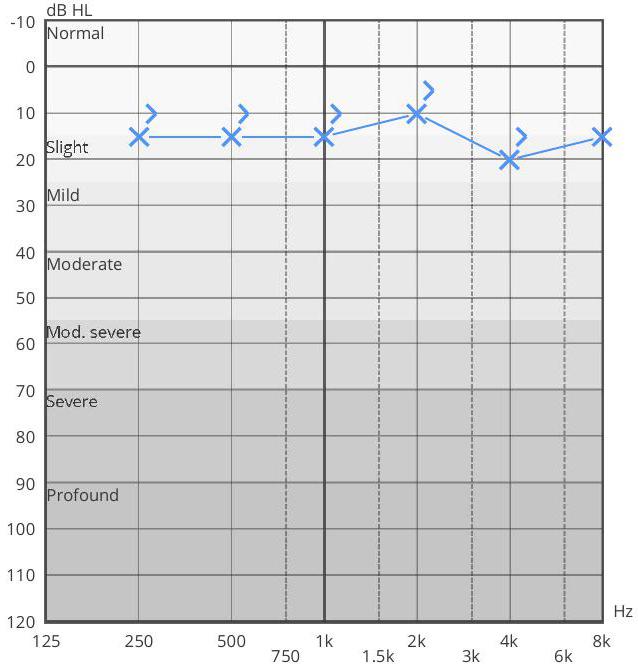 dB HL
-10
Normal
0
10
Slight
20
Mild
30
40
Moderate
50
Mod. severe
60
70
Severe
80
90
Profound
100
110
120
Hz
125 250 500 1k 2k 4k 8k
750 1.5k 3k 6k